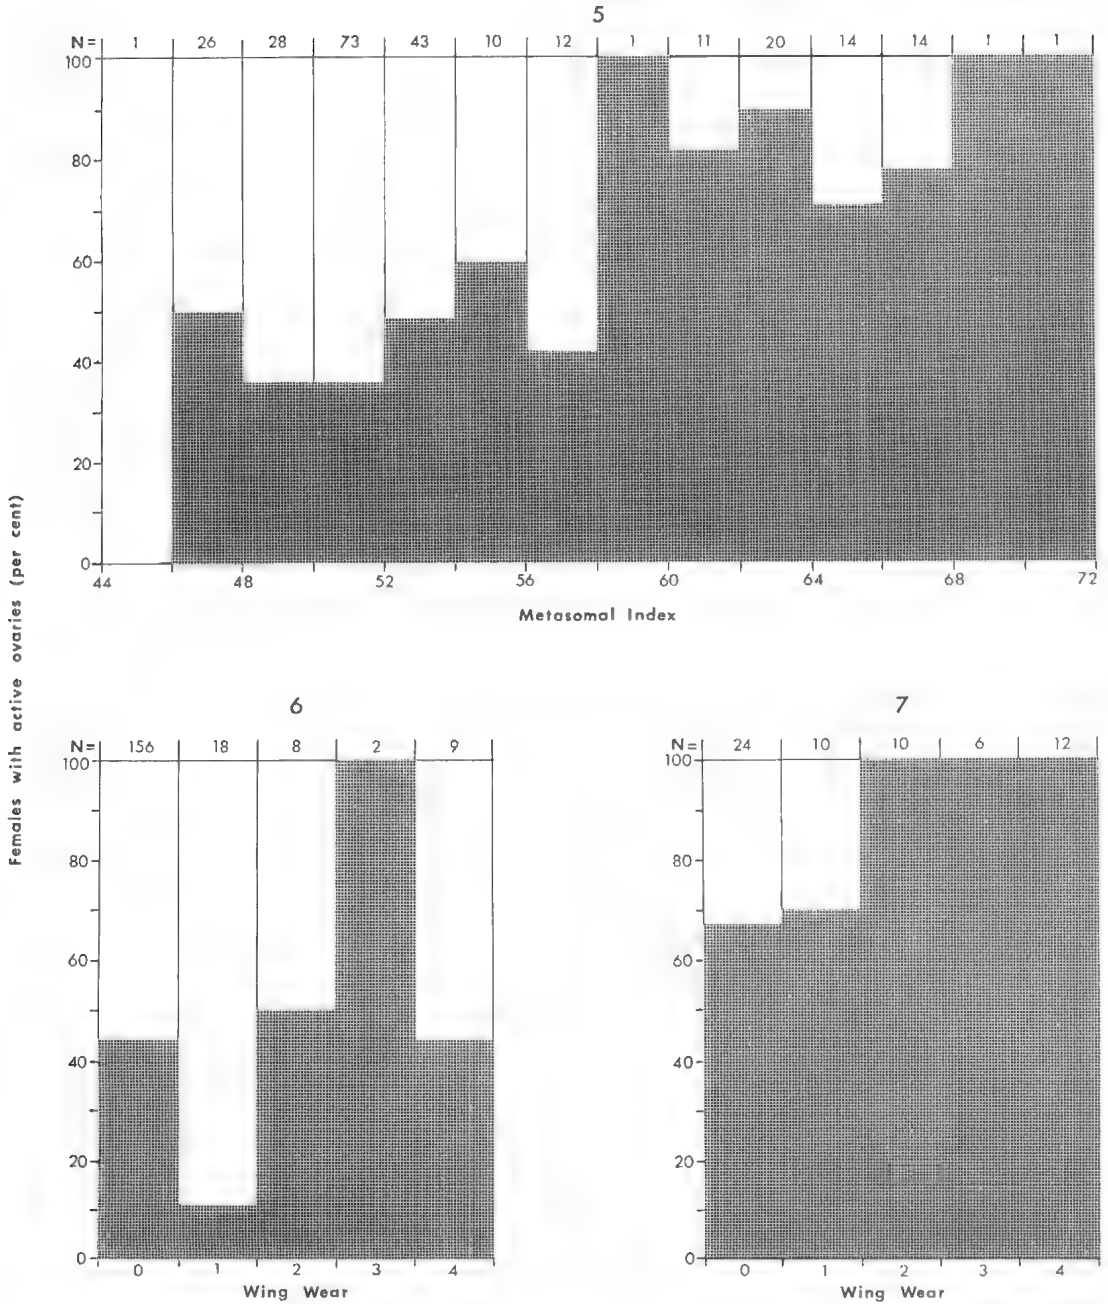 5
N= 1 26 28 73 43 10 12 1 11 20 14 14 1 1
100
80
60
40
20
0
44 48 52 56 60 64 68 72
Metasomal Index
Females with active ovaries (per cent)
6
N= 156 18 8 2 9
100
80
60
40
20
0
0 1 2 3 4
Wing Wear
7
N= 24 10 10 6 12
100
80
60
40
20
0
0 1 2 3 4
Wing Wear